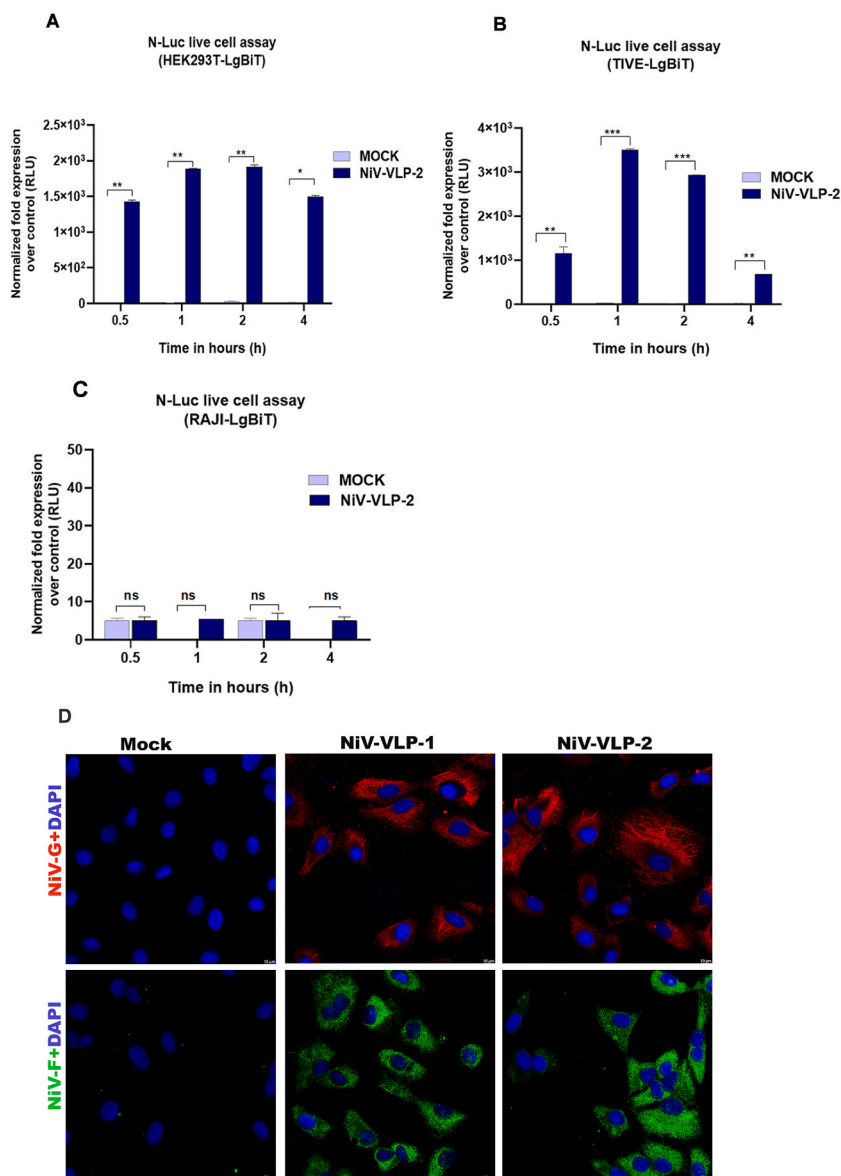 A
N-Luc live cell assay
(HEK293T-LgBiT)
Normalized fold expression
over control (RLU)
2.5×10³
2×10³
1.5×10³
1×10³
5×10²
0
**
**
**
*
MOCK
NiV-VLP-2
0.5 1 2 4
Time in hours (h)
B
N-Luc live cell assay
(TIVE-LgBiT)
Normalized fold expression
over control (RLU)
4×10³
3×10³
2×10³
1×10³
0
**
***
***
**
MOCK
NiV-VLP-2
0.5 1 2 4
Time in hours (h)
C
N-Luc live cell assay
(RAJI-LgBiT)
Normalized fold expression
over control (RLU)
50
40
30
20
10
0
ns ns ns ns
MOCK
NiV-VLP-2
0.5 1 2 4
Time in hours (h)
D
Mock NiV-VLP-1 NiV-VLP-2
NiV-G+DAPI
10 µm
10 µm
NiV-F+DAPI